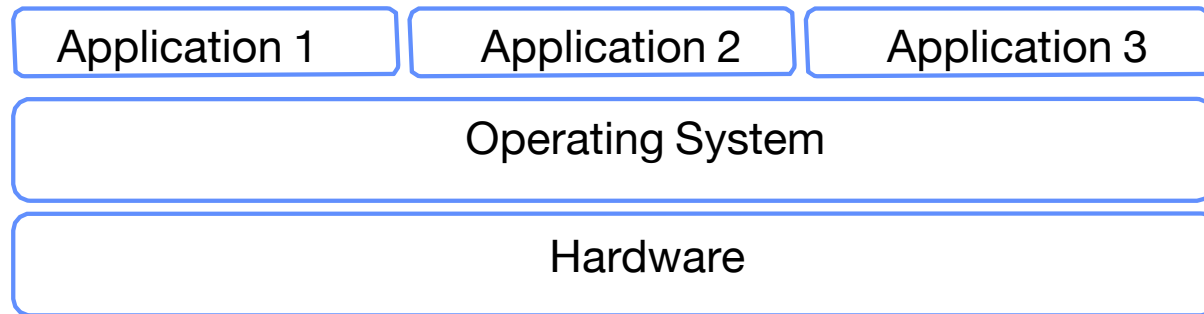 Application 1 Application 2 Application 3
Operating System
Hardware